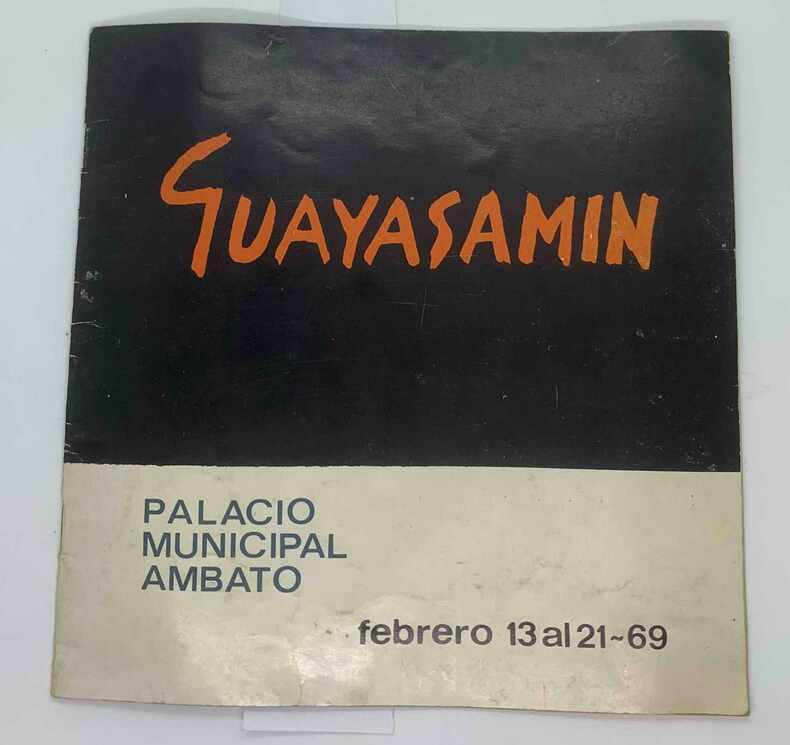 GUAYASAMIN
PALACIO
MUNICIPAL
AMBATO
febrero 13 al 21~69